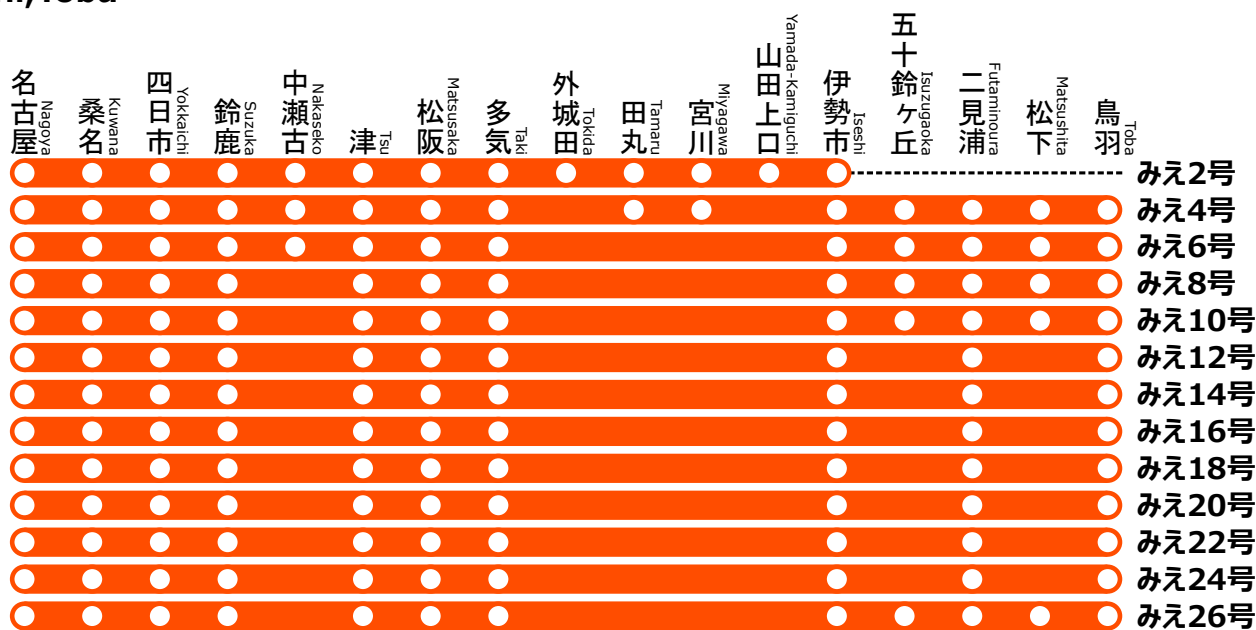 名古屋 Nagoya
桑名 Kuwana
四日市 Yokkaichi
鈴鹿 Suzuka
中瀬古 Nakaseko
津 Tsu
松阪 Matsusaka
多気 Taki
外城田 Tokida
田丸 Tamaru
宮川 Miyagawa
山田上口 Yamada-Kamiguchi
伊勢市 Iseshi
五十鈴ヶ丘 Isuzugaoka
二見浦 Futaminoura
松下 Matsushita
鳥羽 Toba
みえ2号
みえ4号
みえ6号
みえ8号
みえ10号
みえ12号
みえ14号
みえ16号
みえ18号
みえ20号
みえ22号
みえ24号
みえ26号